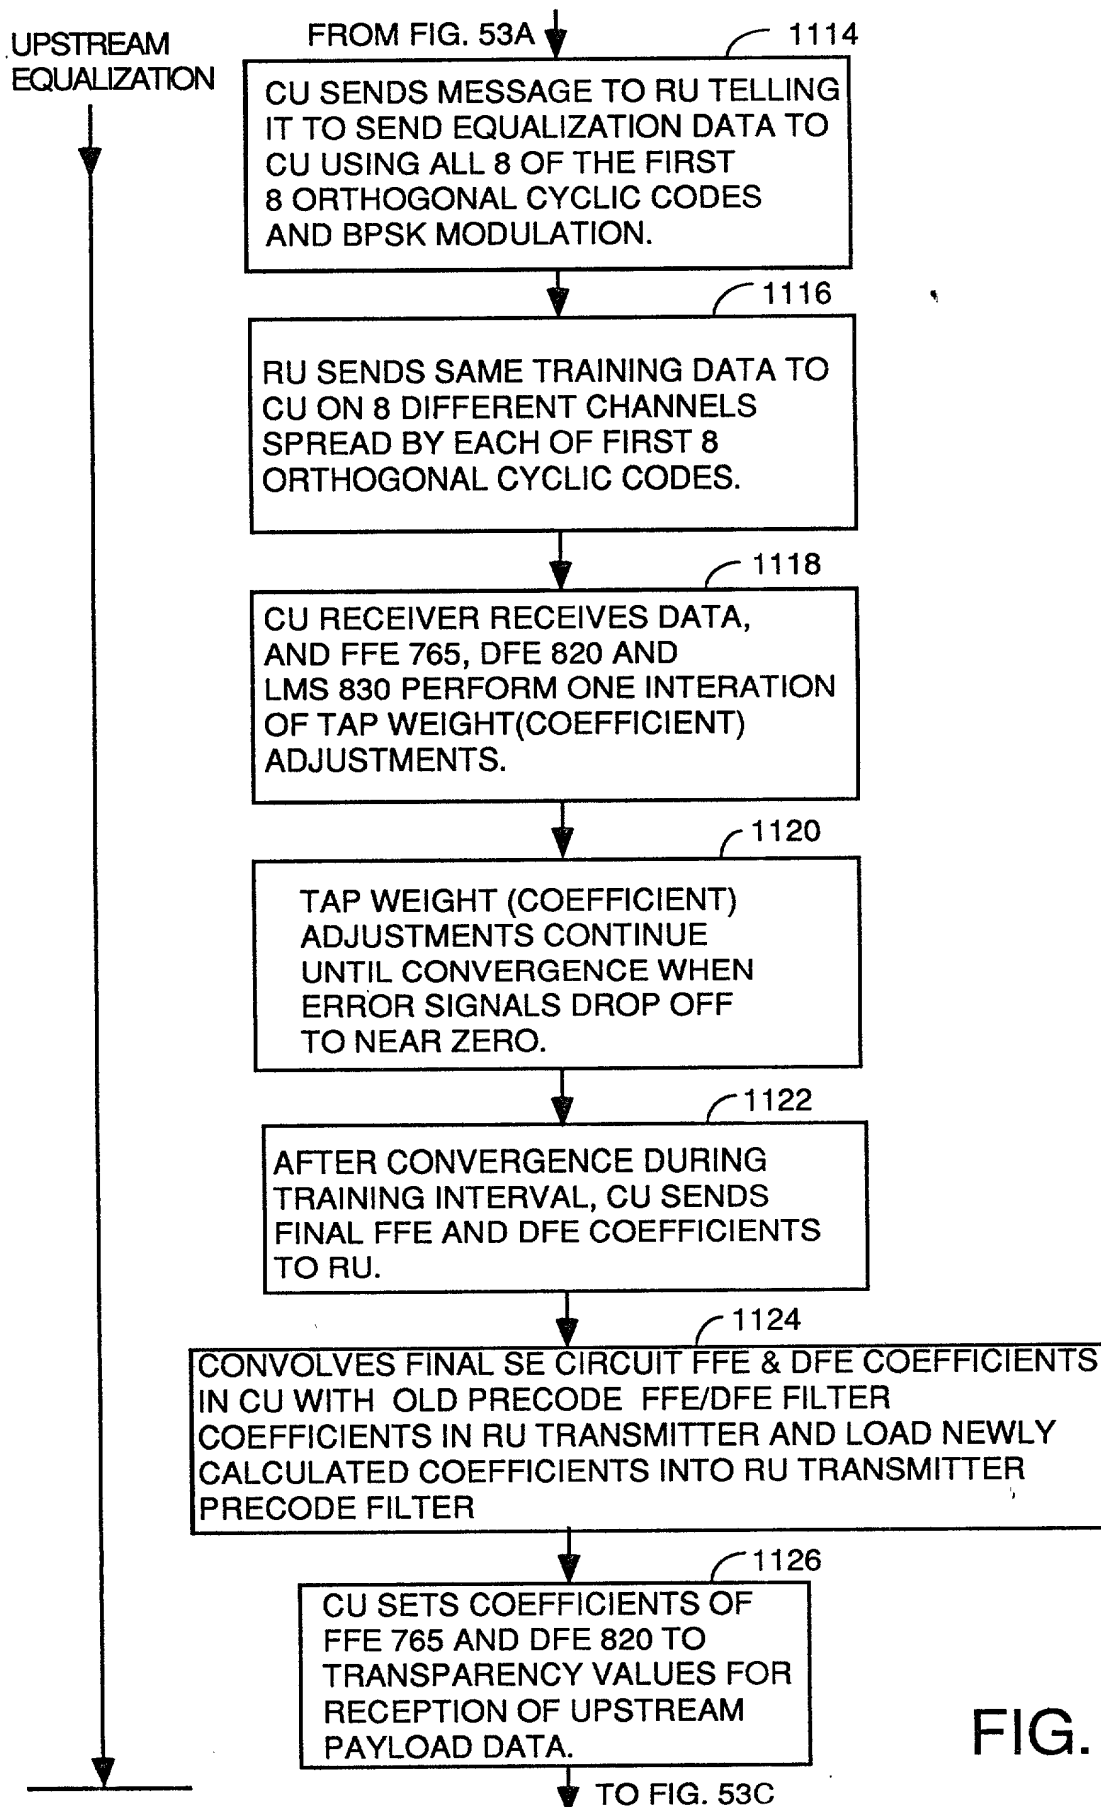 UPSTREAM
EQUALIZATION
FROM FIG. 53A
1114
CU SENDS MESSAGE TO RU TELLING
IT TO SEND EQUALIZATION DATA TO
CU USING ALL 8 OF THE FIRST
8 ORTHOGONAL CYCLIC CODES
AND BPSK MODULATION.
1116
RU SENDS SAME TRAINING DATA TO
CU ON 8 DIFFERENT CHANNELS
SPREAD BY EACH OF FIRST 8
ORTHOGONAL CYCLIC CODES.
1118
CU RECEIVER RECEIVES DATA,
AND FFE 765, DFE 820 AND
LMS 830 PERFORM ONE INTERATION
OF TAP WEIGHT(COEFFICIENT)
ADJUSTMENTS.
1120
TAP WEIGHT (COEFFICIENT)
ADJUSTMENTS CONTINUE
UNTIL CONVERGENCE WHEN
ERROR SIGNALS DROP OFF
TO NEAR ZERO.
1122
AFTER CONVERGENCE DURING
TRAINING INTERVAL, CU SENDS
FINAL FFE AND DFE COEFFICIENTS
TO RU.
1124
CONVOLVES FINAL SE CIRCUIT FFE & DFE COEFFICIENTS
IN CU WITH OLD PRECODE FFE/DFE FILTER
COEFFICIENTS IN RU TRANSMITTER AND LOAD NEWLY
CALCULATED COEFFICIENTS INTO RU TRANSMITTER
PRECODE FILTER
1126
CU SETS COEFFICIENTS OF
FFE 765 AND DFE 820 TO
TRANSPARENCY VALUES FOR
RECEPTION OF UPSTREAM
PAYLOAD DATA.
FIG.
TO FIG. 53C